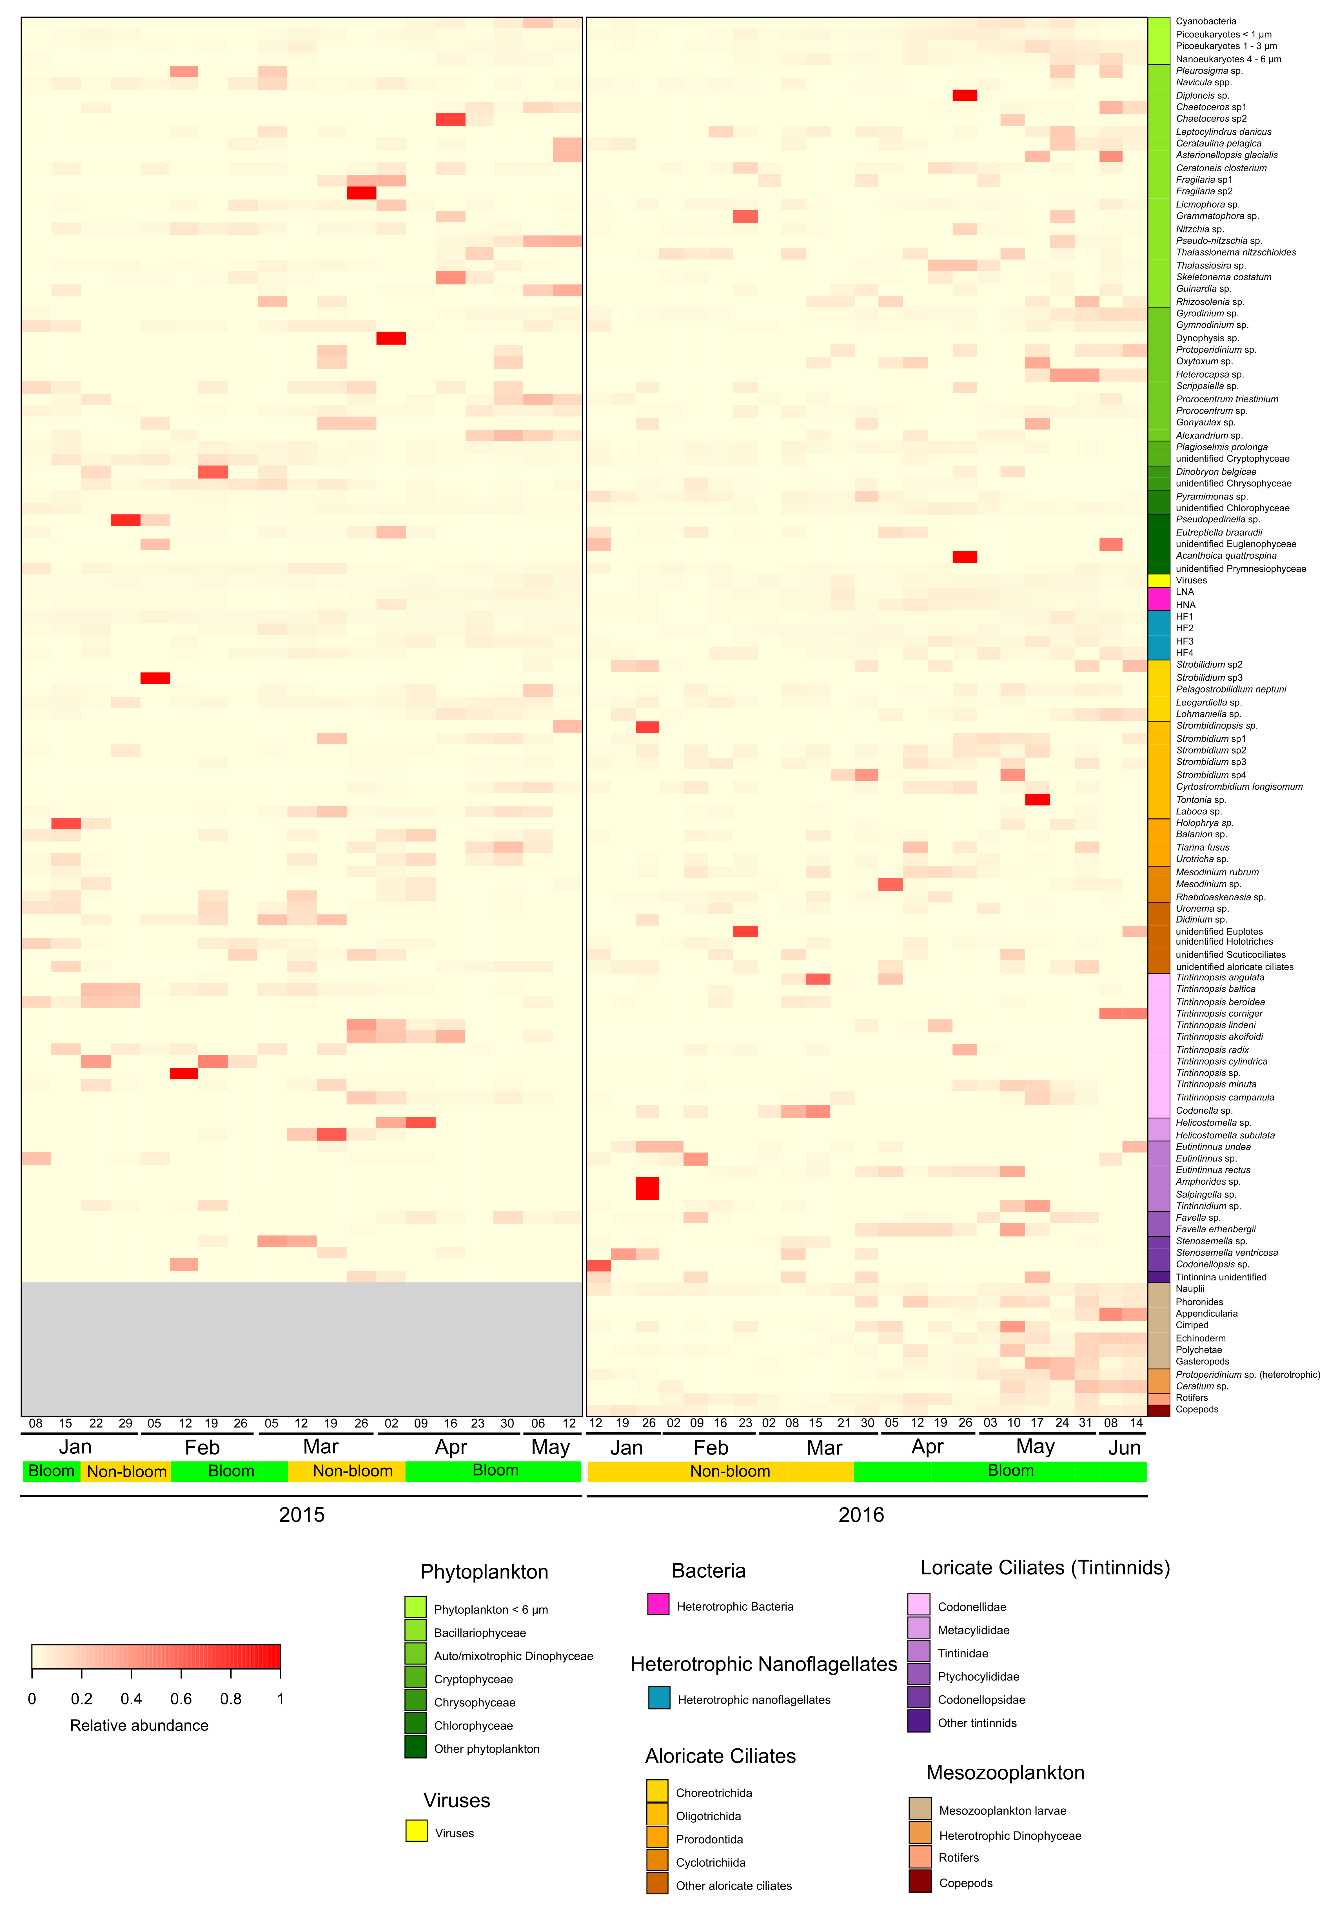 Cyanobacteria
Picoeukaryotes < 1 µm
Picoeukaryotes 1 - 3 µm
Nanoeukaryotes 4 - 6 µm
Pleurosigma sp.
Navicula spp.
Diploneis sp.
Chaetoceros sp1
Chaetoceros sp2
Leptocylindrus danicus
Cerataulina pelagica
Asterionellopsis glacialis
Ceratoneis closterium
Fragilaria sp1
Fragilaria sp2
Licmophora sp.
Grammatophora sp.
Nitzchia sp.
Pseudo-nitzschia sp.
Thalassionema nitzschioides
Thalassiosira sp.
Skeletonema costatum
Guinardia sp.
Rhizosolenia sp.
Gyrodinium sp.
Gymnodinium sp.
Dynophysis sp.
Protoperidinium sp.
Oxytoxum sp.
Heterocapsa sp.
Scrippsiella sp.
Prorocentrum triestinium
Prorocentrum sp.
Gonyaulax sp.
Alexandrium sp.
Plagioselmis prolonga
unidentified Cryptophyceae
Dinobryon belgicae
unidentified Chrysophyceae
Pyramimonas sp.
unidentified Chlorophyceae
Pseudopedinella sp.
Eutreptiella braarudii
unidentified Euglenophyceae
Acanthoica quattrospina
unidentified Prymnesiophyceae
Viruses
LNA
HNA
HF1
HF2
HF3
HF4
Strobilidium sp2
Strobilidium sp3
Pelagostrobilidium neptuni
Leegardiella sp.
Lohmaniella sp.
Strombidinopsis sp.
Strombidium sp1
Strombidium sp2
Strombidium sp3
Strombidium sp4
Cyrtostrombidium longisomum
Tontonia sp.
Laboea sp.
Holophrya sp.
Balanion sp.
Tiarina fusus
Urotricha sp.
Mesodinium rubrum
Mesodinium sp.
Rhabdoaskenasia sp.
Uronema sp.
Didinium sp.
unidentified Euplotes
unidentified Holotriches
unidentified Scuticociliates
unidentified aloricate ciliates
Tintinnopsis angulata
Tintinnopsis baltica
Tintinnopsis beroidea
Tintinnopsis corniger
Tintinnopsis lindeni
Tintinnopsis akoifoidi
Tintinnopsis radix
Tintinnopsis cylindrica
Tintinnopsis sp.
Tintinnopsis minuta
Tintinnopsis campanula
Codonella sp.
Helicostomella sp.
Helicostomella subulata
Eutintinnus undea
Eutintinnus sp.
Eutintinnus rectus
Amphorides sp.
Salpingella sp.
Tintinnidium sp.
Favella sp.
Favella erhenbergii
Stenosemella sp.
Stenosemella ventricosa
Codonellopsis sp.
Tintinnina unidentified
Nauplii
Phoronides
Appendicularia
Cirriped
Echinoderm
Polychetae
Gasteropods
Protoperidinium sp. (heterotrophic)
Ceratium sp.
Rotifers
Copepods
08 15 22 29 05 12 19 26 05 12 19 26 02 09 16 23 30 06 12 12 19 26 02 09 16 23 02 08 15 21 30 05 12 19 26 03 10 17 24 31 08 14
Jan Feb Mar Apr May Jan Feb Mar Apr May Jun
Bloom Non-bloom Bloom Non-bloom Bloom Non-bloom Bloom
2015 2016
0 0.2 0.4 0.6 0.8 1
Relative abundance
Phytoplankton
Phytoplankton < 6 µm
Bacillariophyceae
Auto/mixotrophic Dinophyceae
Cryptophyceae
Chrysophyceae
Chlorophyceae
Other phytoplankton
Viruses
Viruses
Bacteria
Heterotrophic Bacteria
Heterotrophic Nanoflagellates
Heterotrophic nanoflagellates
Aloricate Ciliates
Choreotrichida
Oligotrichida
Prorodontida
Cyclotrichiida
Other aloricate ciliates
Loricate Ciliates (Tintinnids)
Codonellidae
Metacylididae
Tintinidae
Ptychocylididae
Codonellopsidae
Other tintinnids
Mesozooplankton
Mesozooplankton larvae
Heterotrophic Dinophyceae
Rotifers
Copepods